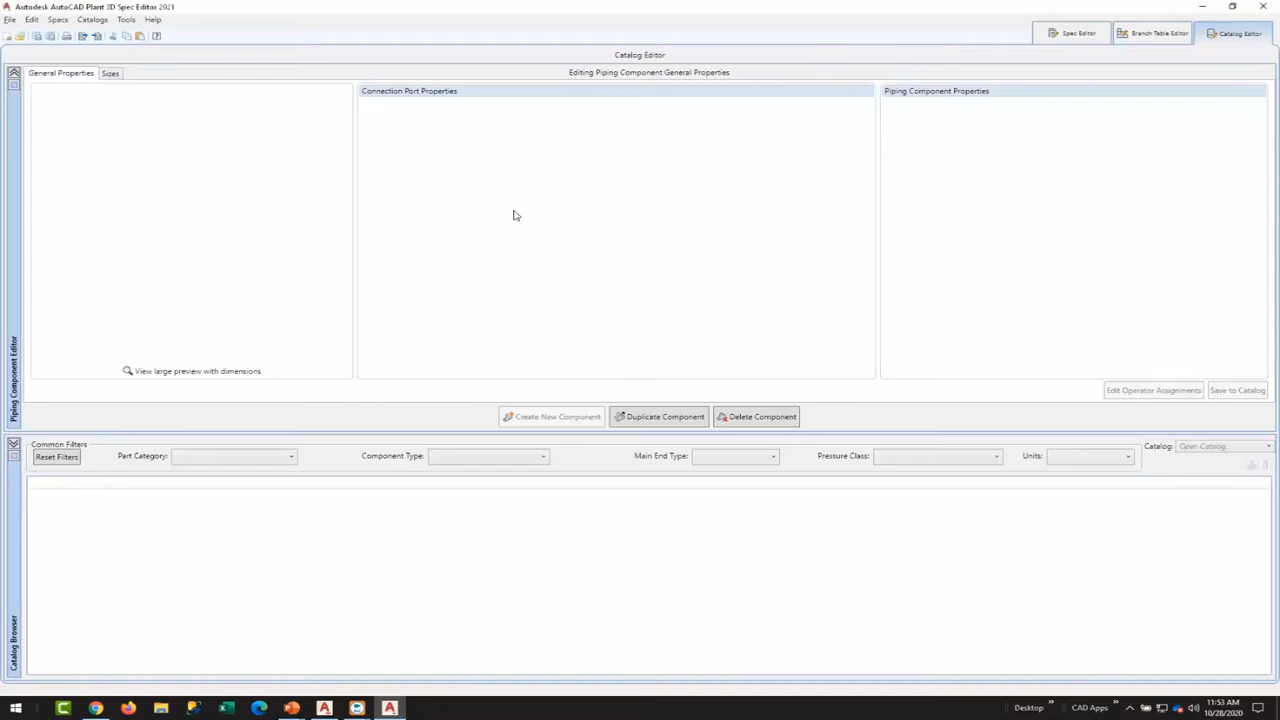 Autodesk AutoCAD Plant 3D Spec Editor 2021
File Edit Specs Catalogs Tools Help
Spec Editor Branch Table Editor Catalog Editor
Catalog Editor
General Properties Sizes Editing Piping Component General Properties
Connection Port Properties Piping Component Properties
View large preview with dimensions
Piping Component Editor
Edit Operator Assignments Save to Catalog
Create New Component Duplicate Component Delete Component
Common Filters
Catalog: Open Catalog...
Reset Filters Part Category: Component Type: Main End Type: Pressure Class: Units:
Catalog Browser
Desktop CAD Apps
11:53 AM
10/28/2020